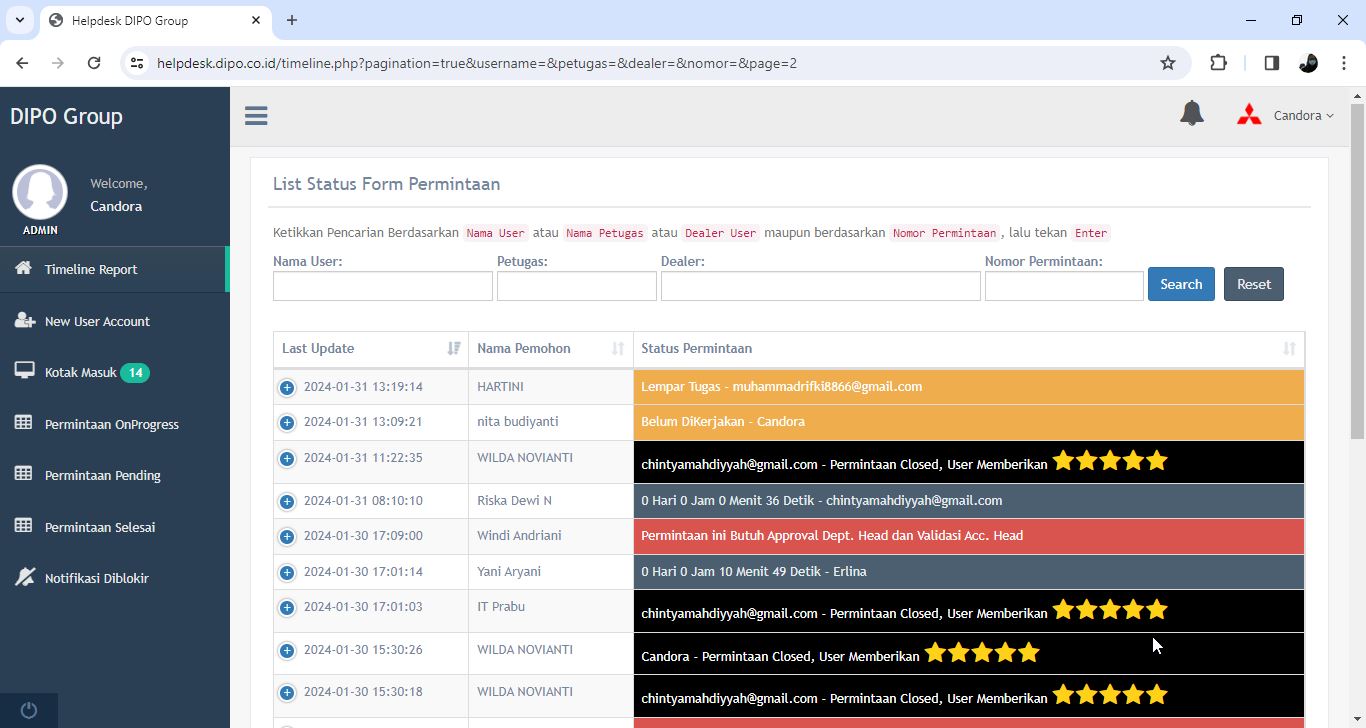 Helpdesk DIPO Group
helpdesk.dipo.co.id/timeline.php?pagination=true&username=&petugas=&dealer=&nomor=&page=2
DIPO Group
Candora
Welcome,
Candora
ADMIN
Timeline Report
New User Account
Kotak Masuk 14
Permintaan OnProgress
Permintaan Pending
Permintaan Selesai
Notifikasi Diblokir
List Status Form Permintaan
Ketikkan Pencarian Berdasarkan Nama User atau Nama Petugas atau Dealer User maupun berdasarkan Nomor Permintaan , lalu tekan Enter
Nama User: Petugas: Dealer: Nomor Permintaan:
Search Reset
Last Update Nama Pemohon Status Permintaan
2024-01-31 13:19:14 HARTINI Lempar Tugas - muhammadrifki8866@gmail.com
2024-01-31 13:09:21 nita budiyanti Belum DiKerjakan - Candora
2024-01-31 11:22:35 WILDA NOVIANTI chintyamahdiyyah@gmail.com - Permintaan Closed, User Memberikan
2024-01-31 08:10:10 Riska Dewi N 0 Hari 0 Jam 0 Menit 36 Detik - chintyamahdiyyah@gmail.com
2024-01-30 17:09:00 Windi Andriani Permintaan ini Butuh Approval Dept. Head dan Validasi Acc. Head
2024-01-30 17:01:14 Yani Aryani 0 Hari 0 Jam 10 Menit 49 Detik - Erlina
2024-01-30 17:01:03 IT Prabu chintyamahdiyyah@gmail.com - Permintaan Closed, User Memberikan
2024-01-30 15:30:26 WILDA NOVIANTI Candora - Permintaan Closed, User Memberikan
2024-01-30 15:30:18 WILDA NOVIANTI chintyamahdiyyah@gmail.com - Permintaan Closed, User Memberikan